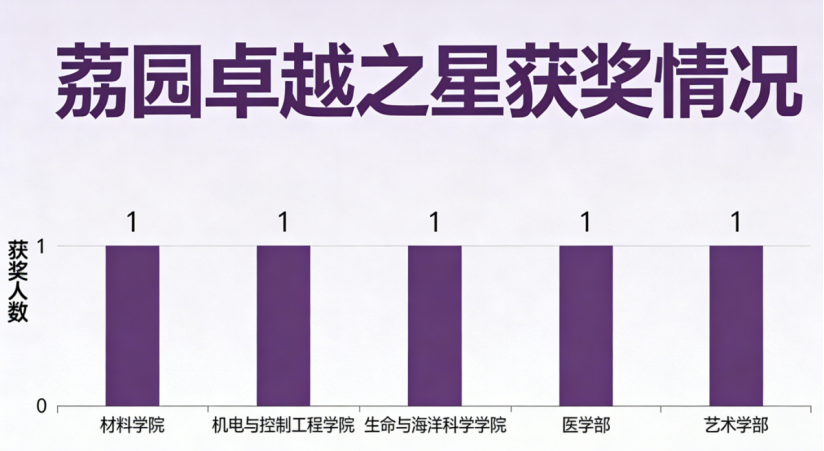 荔园卓越之星获奖情况
1 1 1 1 1
获奖人数
1
0
材料学院 机电与控制工程学院 生命与海洋科学学院 医学部 艺术学部